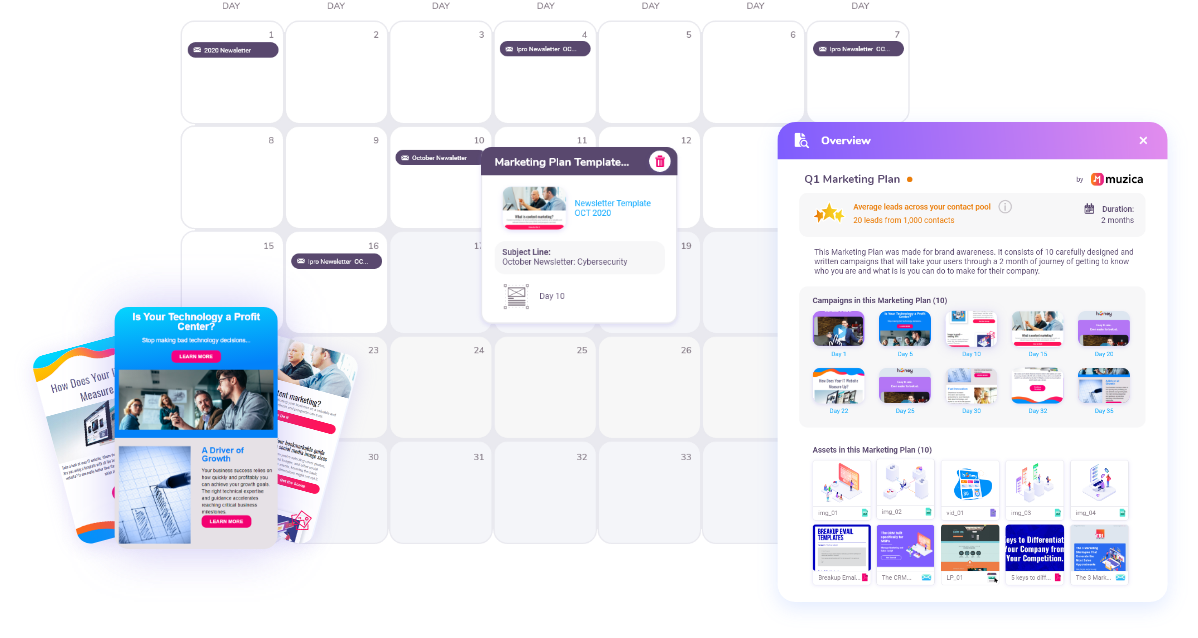 DAY
DAY
DAY
DAY
DAY
DAY
DAY
1
2
3
4
5
6
7
2020 Newsletter
Ipro Newsletter OC...
Ipro Newsletter OC...
8
9
10
11
12
October Newsletter
15
16
19
Ipro Newsletter OC...
23
24
25
26
30
31
32
33
Marketing Plan Template...
Newsletter Template
OCT 2020
Subject Line:
October Newsletter: Cybersecurity
Day 10
Is Your Technology a Profit
Center?
Stop making bad technology decisions...
LEARN MORE
A Driver of
Growth
Your business success relies on
how quickly and profitably you
can achieve your growth goals.
The right technical expertise
and guidance accelerates
reaching critical business
milestones.
LEARN MORE
How Does Your
Measure
Overview
Q1 Marketing Plan
by muzica
Average leads across your contact pool
20 leads from 1,000 contacts
Duration:
2 months
This Marketing Plan was made for brand awareness. It consists of 10 carefully designed and
written campaigns that will take your users through a 2 month of journey of getting to know
who you are and what is is you can do to make for their company.
Campaigns in this Marketing Plan (10)
Day 1
Day 5
Day 10
Day 15
Day 20
Day 22
Day 25
Day 30
Day 32
Day 35
Assets in this Marketing Plan (10)
img_01
img_02
vid_01
img_03
img_04
BREAKUP EMAIL
TEMPLATES
eys to Differentiat
Your Company from
Your Competition.
Breakup Emai...
The CRM...
LP_01
5 keys to diff...
The 3 Mark...